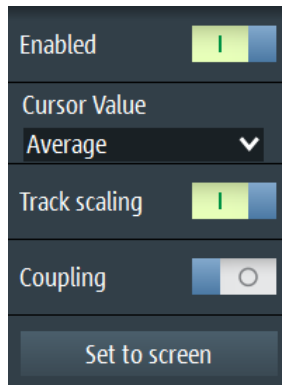 Enabled
Cursor Value
Average
Track scaling
Coupling
Set to screen